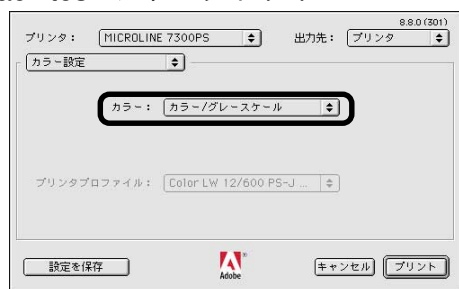 8.8.0 (301)
プリンタ： MICROLINE 7300PS 出力先： プリンタ
カラー設定
カラー： カラー/グレースケール
プリンタプロファイル： Color LW 12/600 PS-J ...
設定を保存 Adobe キャンセル プリント